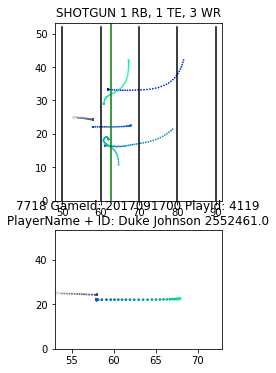 SHOTGUN 1 RB, 1 TE, 3 WR
50
40
30
20
10
0
50 60 70 80 90
7718 GameId: 2017091700 PlayId: 4119
PlayerName + ID: Duke Johnson 2552461.0
40
20
0
55 60 65 70